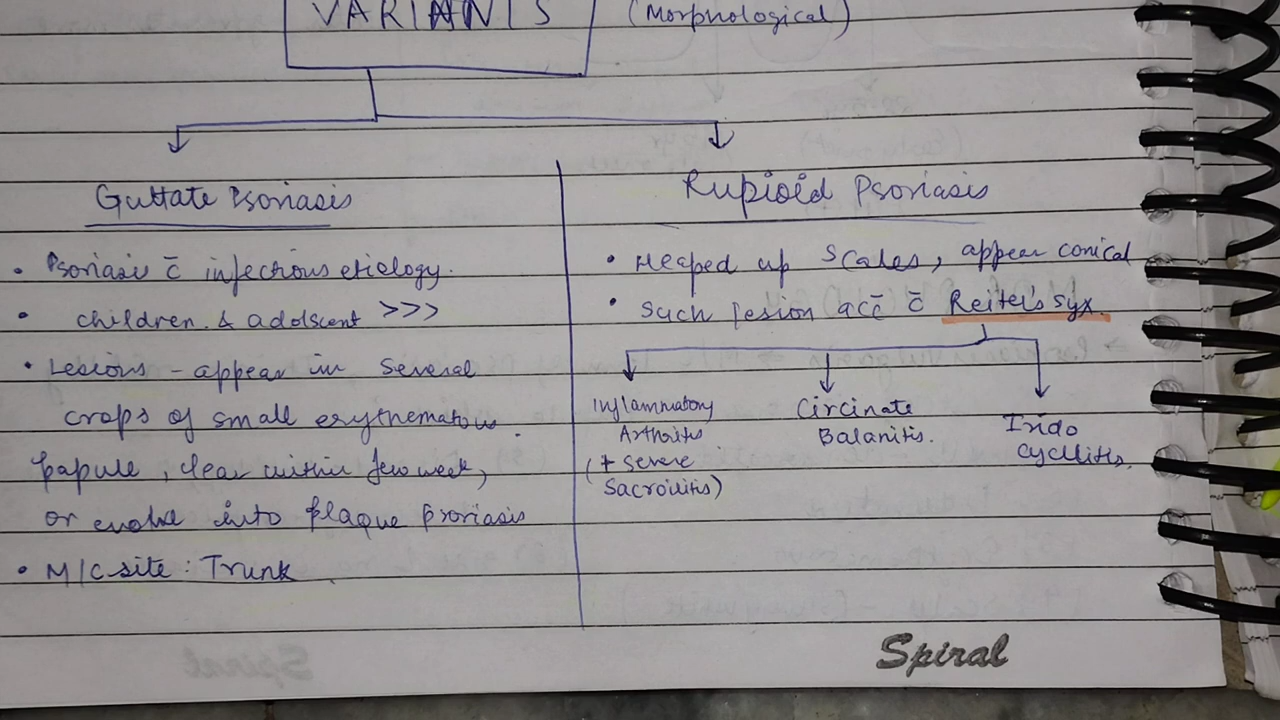 VARIANTS (Morphological)
Guttate Psoriasis
• Psoriasis c̄ infectious etiology.
• children & adolscent >>>
• Lesions - appear in several
crops of small erythematous
papule, clear within few week,
or evolve into plaque psoriasis
• M/C site: Trunk
Rupioid Psoriasis
• Heaped up scales, appear conical
• Such lesion acc̄ c̄ Reiter's syx.
Inflammatory
Arthritis
(+ severe
Sacroilitis)
Circinate
Balanitis.
Irido
cyclitis.
Spiral